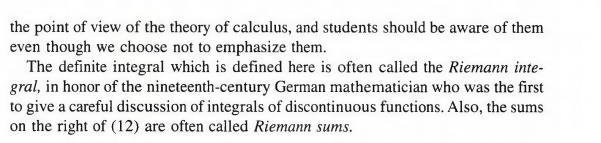 the point of view of the theory of calculus, and students should be aware of them
even though we choose not to emphasize them.
The definite integral which is defined here is often called the Riemann inte-
gral, in honor of the nineteenth-century German mathematician who was the first
to give a careful discussion of integrals of discontinuous functions. Also, the sums
on the right of (12) are often called Riemann sums.